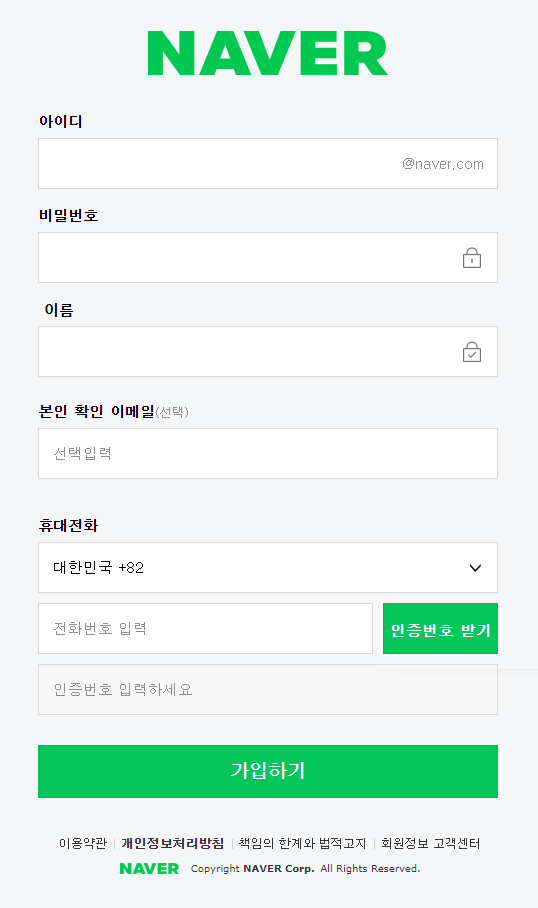 NAVER
아이디
@naver.com
비밀번호
이름
본인 확인 이메일(선택)
선택입력
휴대전화
대한민국 +82
전화번호 입력
인증번호 받기
인증번호 입력하세요
가입하기
이용약관 | 개인정보처리방침 | 책임의 한계와 법적고지 | 회원정보 고객센터
NAVER Copyright NAVER Corp. All Rights Reserved.